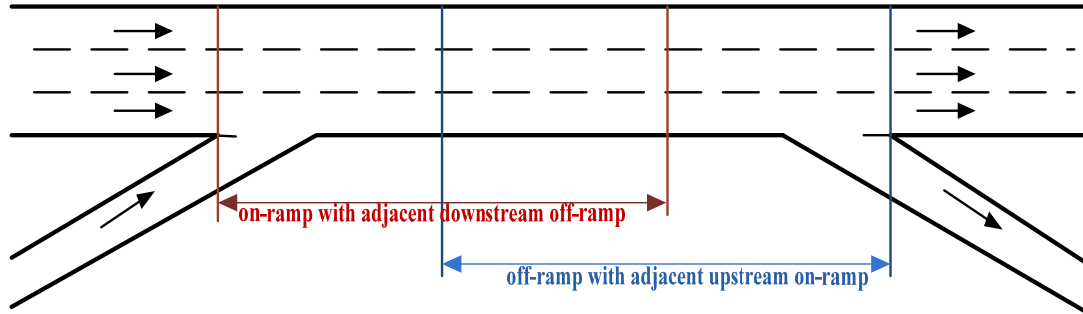 on-ramp with adjacent downstream off-ramp
off-ramp with adjacent upstream on-ramp